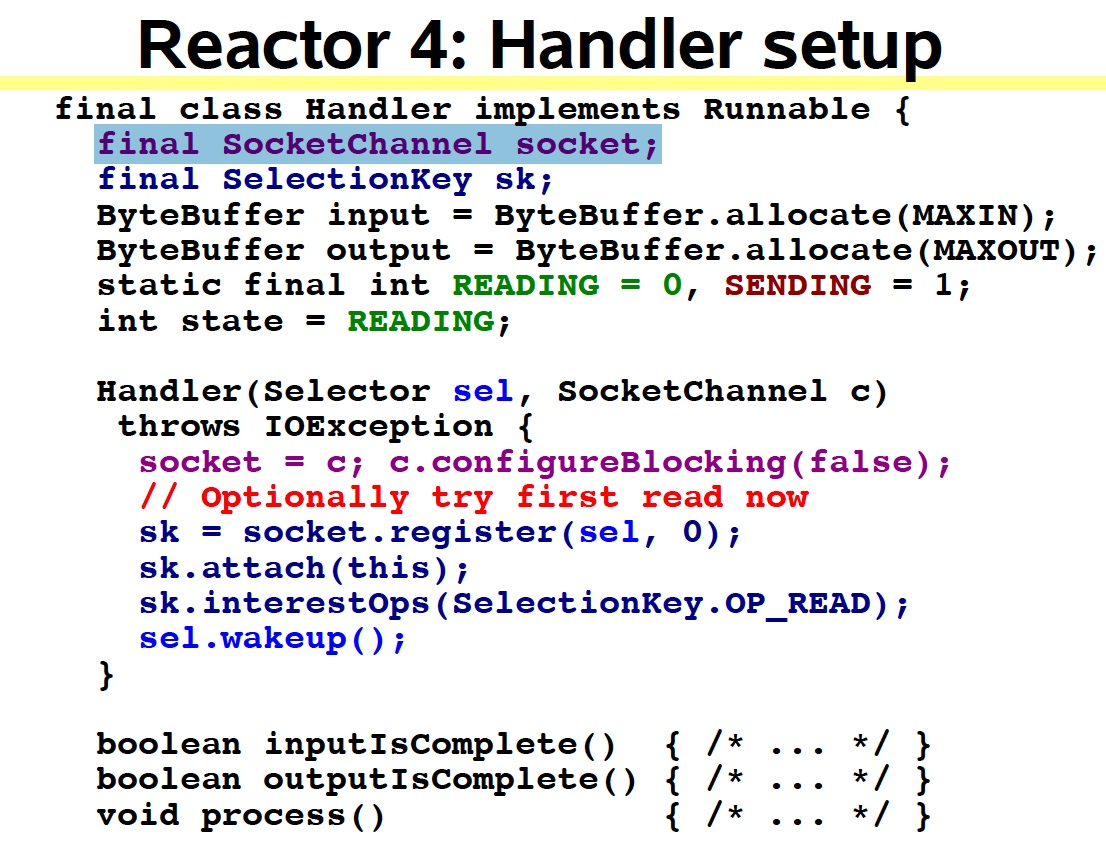 Reactor 4: Handler setup
final class Handler implements Runnable {
final SocketChannel socket;
final SelectionKey sk;
ByteBuffer input = ByteBuffer.allocate(MAXIN);
ByteBuffer output = ByteBuffer.allocate(MAXOUT);
static final int READING = 0, SENDING = 1;
int state = READING;
Handler(Selector sel, SocketChannel c)
throws IOException {
socket = c; c.configureBlocking(false);
// Optionally try first read now
sk = socket.register(sel, 0);
sk.attach(this);
sk.interestOps(SelectionKey.OP_READ);
sel.wakeup();
}
boolean inputIsComplete() { /* ... */ }
boolean outputIsComplete() { /* ... */ }
void process() { /* ... */ }